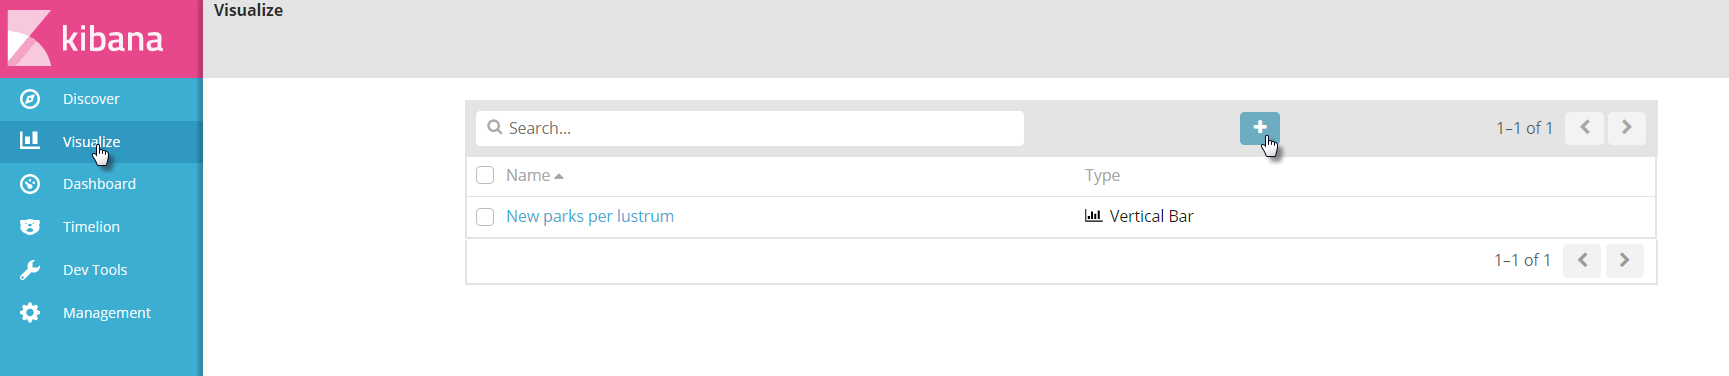 kibana
Visualize
Discover
Visualize
Dashboard
Timelion
Dev Tools
Management
Search...
1–1 of 1
Name
Type
New parks per lustrum
Vertical Bar
1–1 of 1